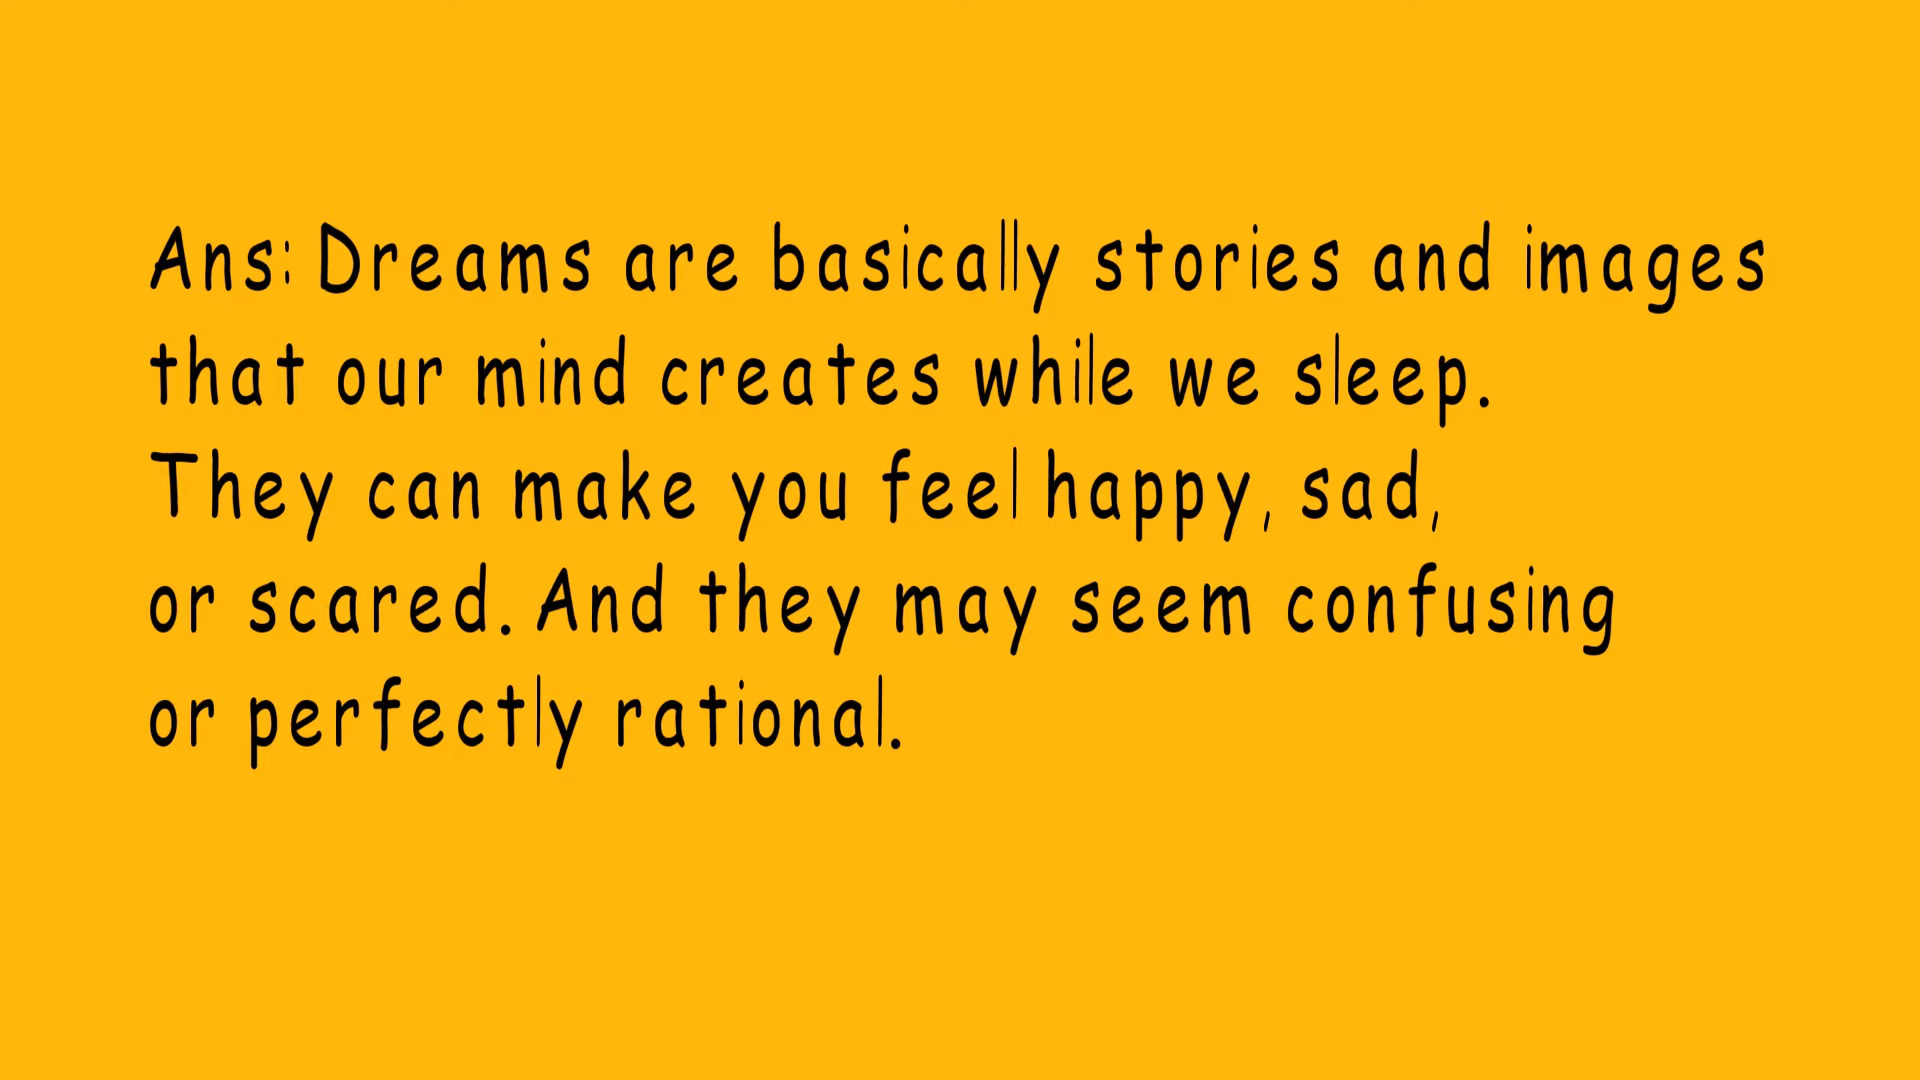 Ans: Dreams are basically stories and images
that our mind creates while we sleep.
They can make you feel happy, sad,
or scared. And they may seem confusing
or perfectly rational.